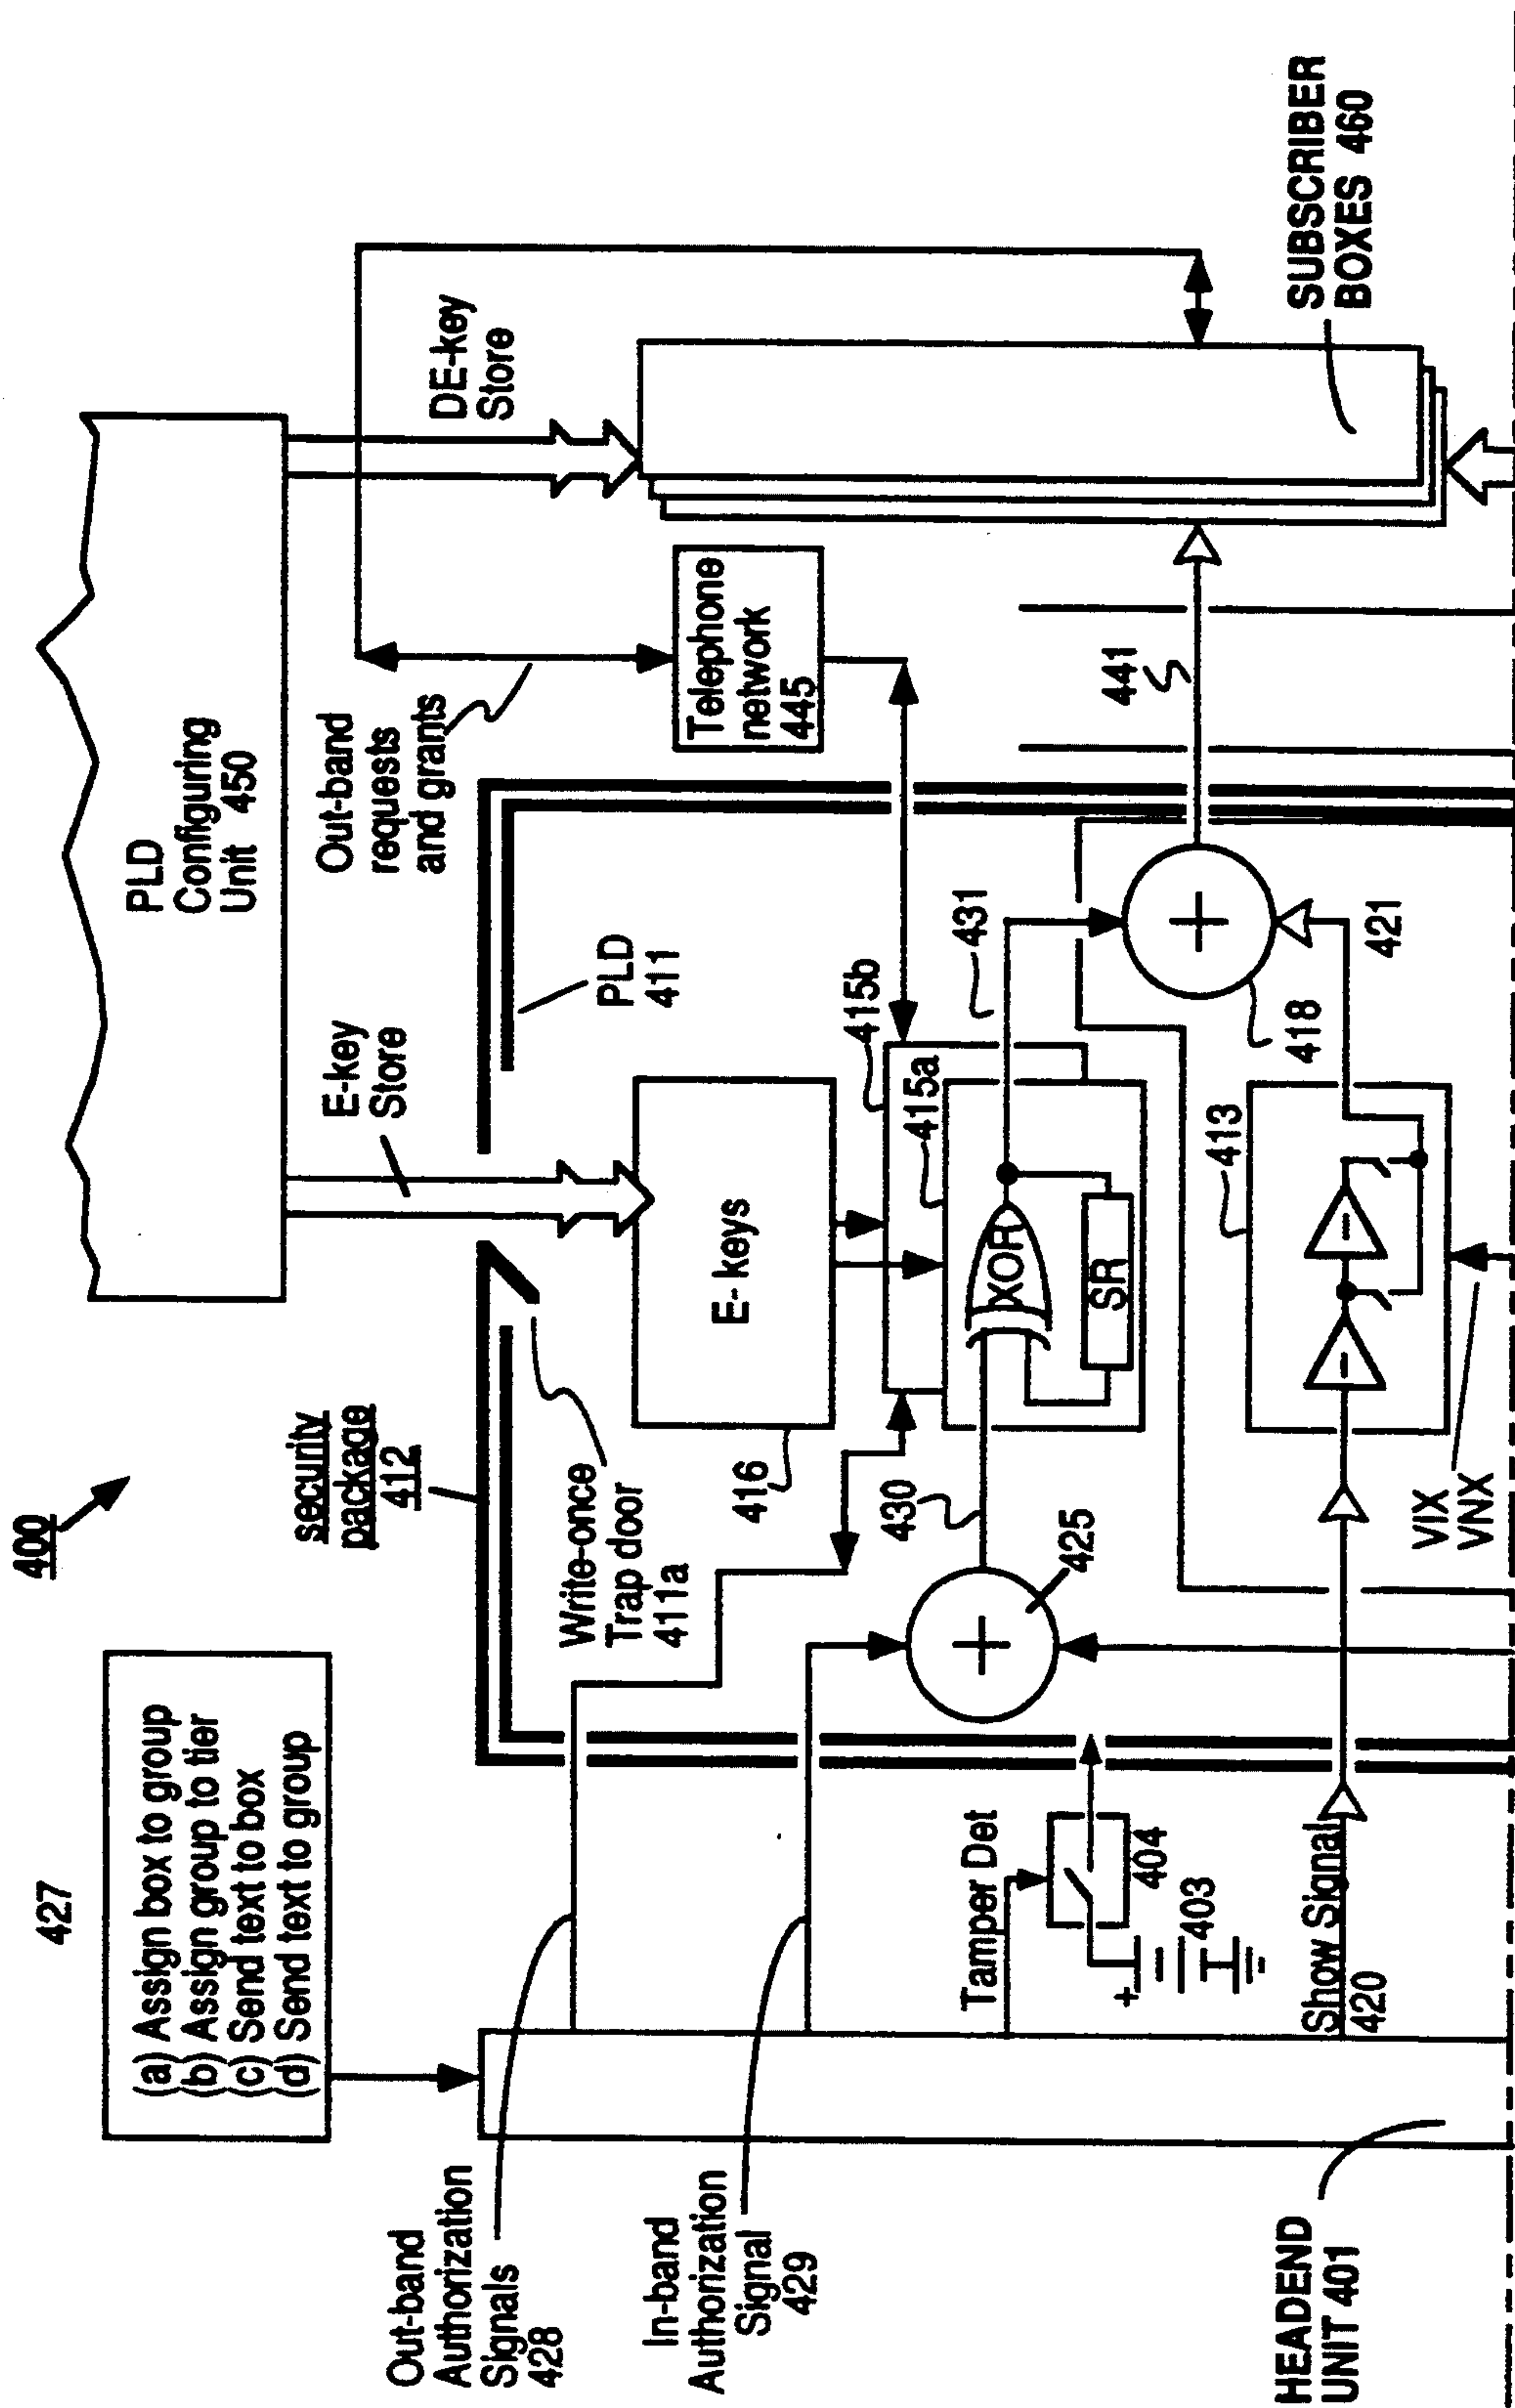 400
427
(a) Assign box to group
(b) Assign group to tier
(c) Send text to box
(d) Send text to group
PLD
Configuring
Unit 450
security
package
412
E-key
Store
Out-band
requests
and grants
DE-key
Store
Write-once
Trap door
411a
PLD
411
Telephone
network
445
Out-band
Authorization
Signals
428
E- keys
416
415b
415a
In-band
Authorization
Signal
429
430
XOR
SR
431
441
425
Tamper Det
404
+
403
+
+
418
413
421
Show Signal
420
VIX
VNX
HEADEND
UNIT 401
SUBSCRIBER
BOXES 460